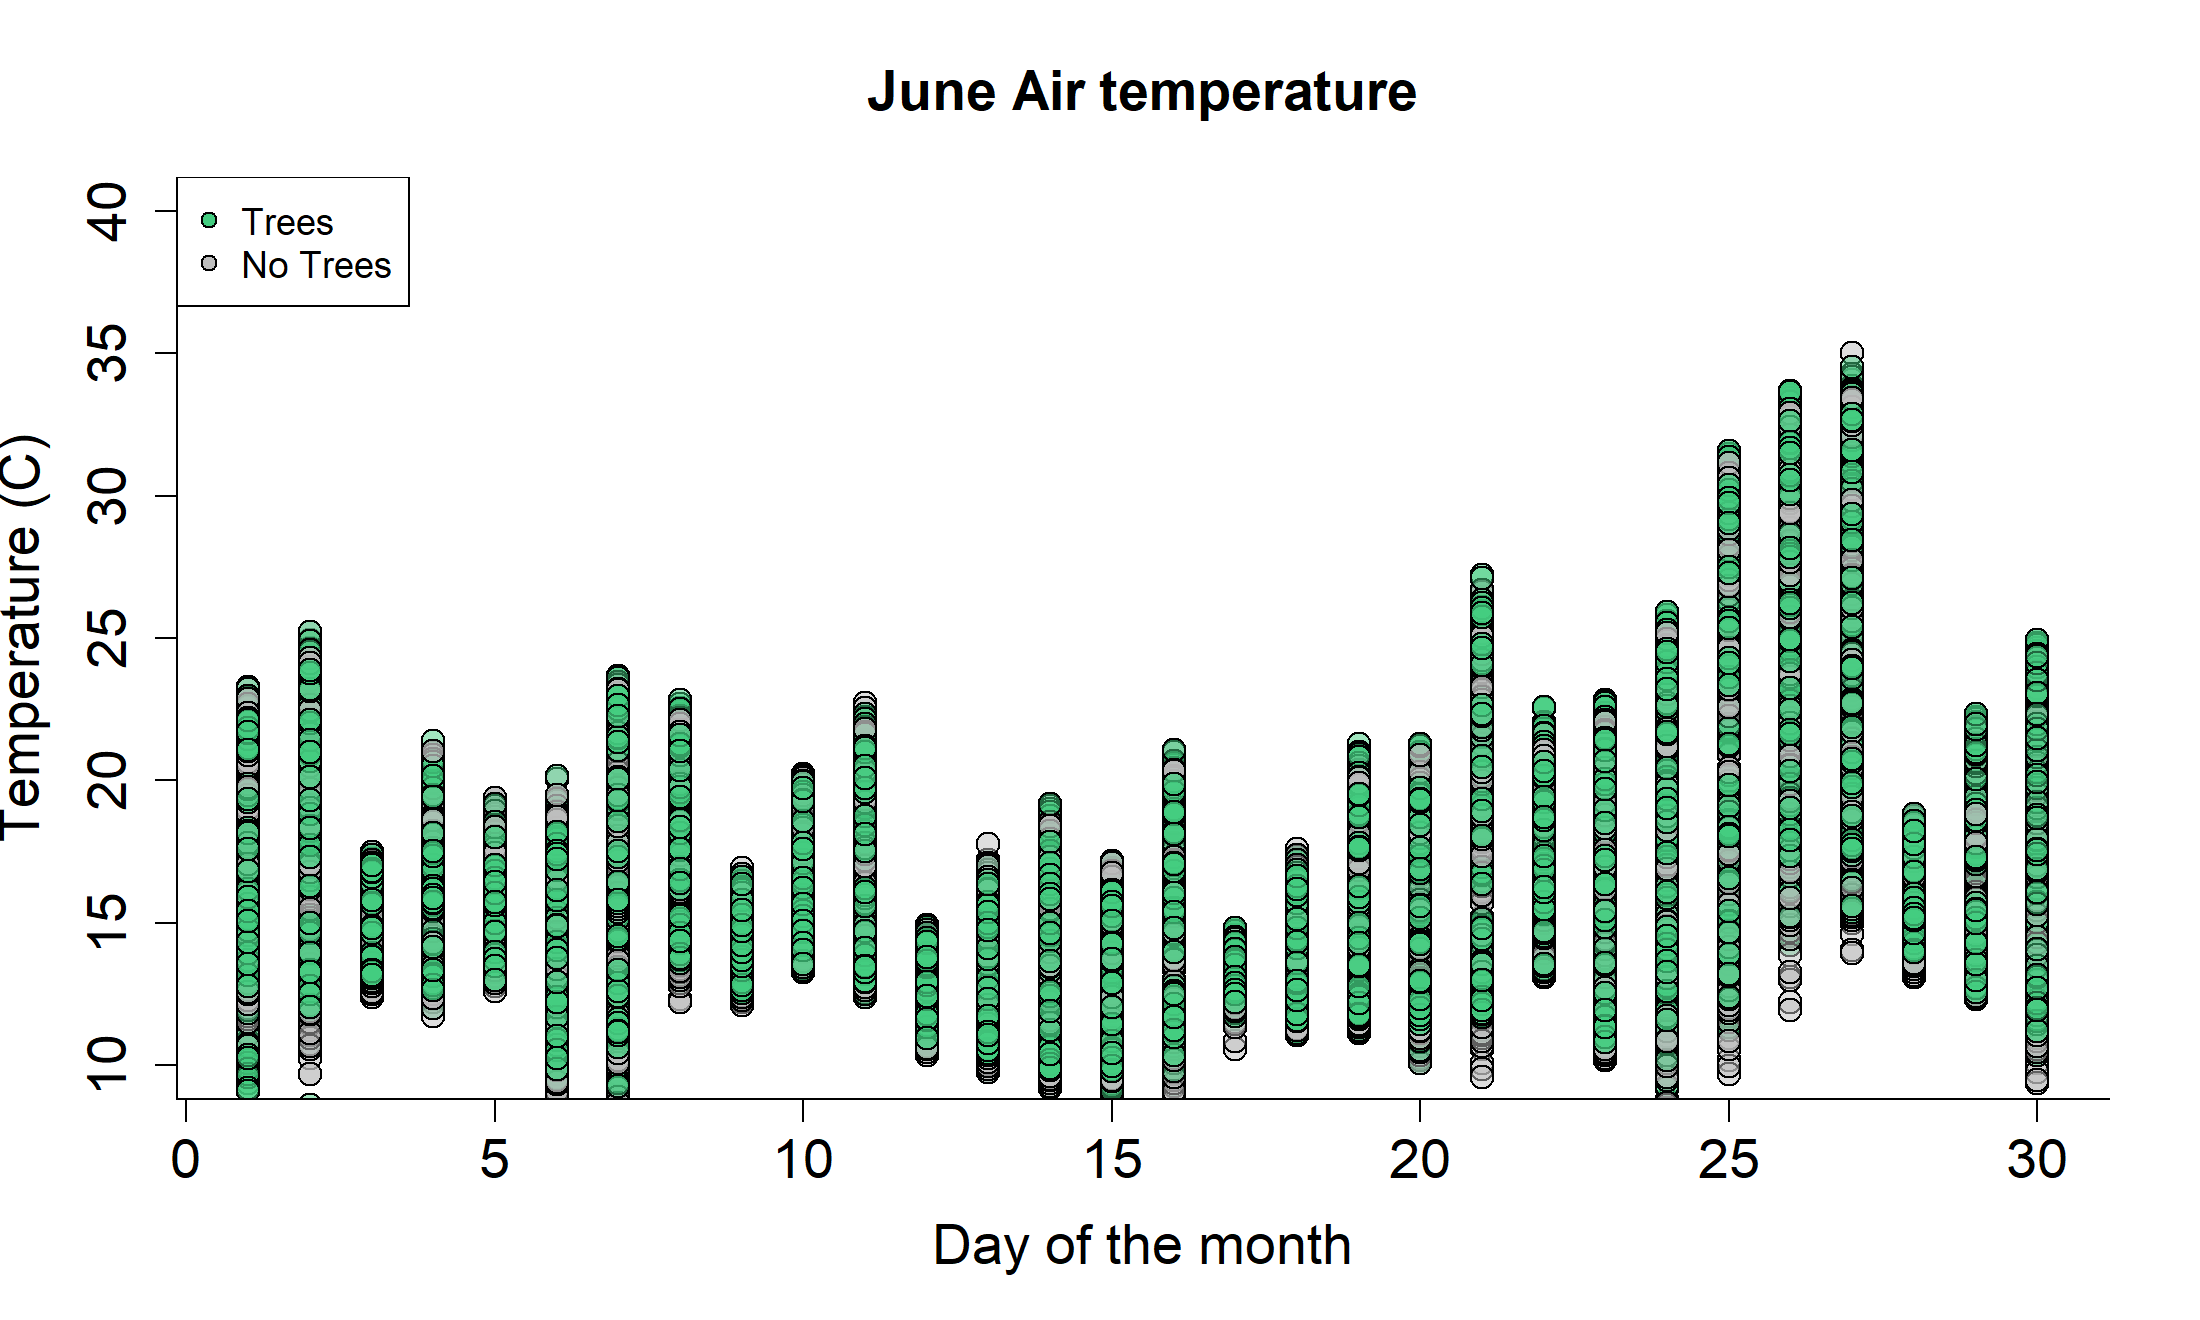 June Air temperature
Trees
No Trees
Temperature (C)
40
35
30
25
20
15
10
0 5 10 15 20 25 30
Day of the month